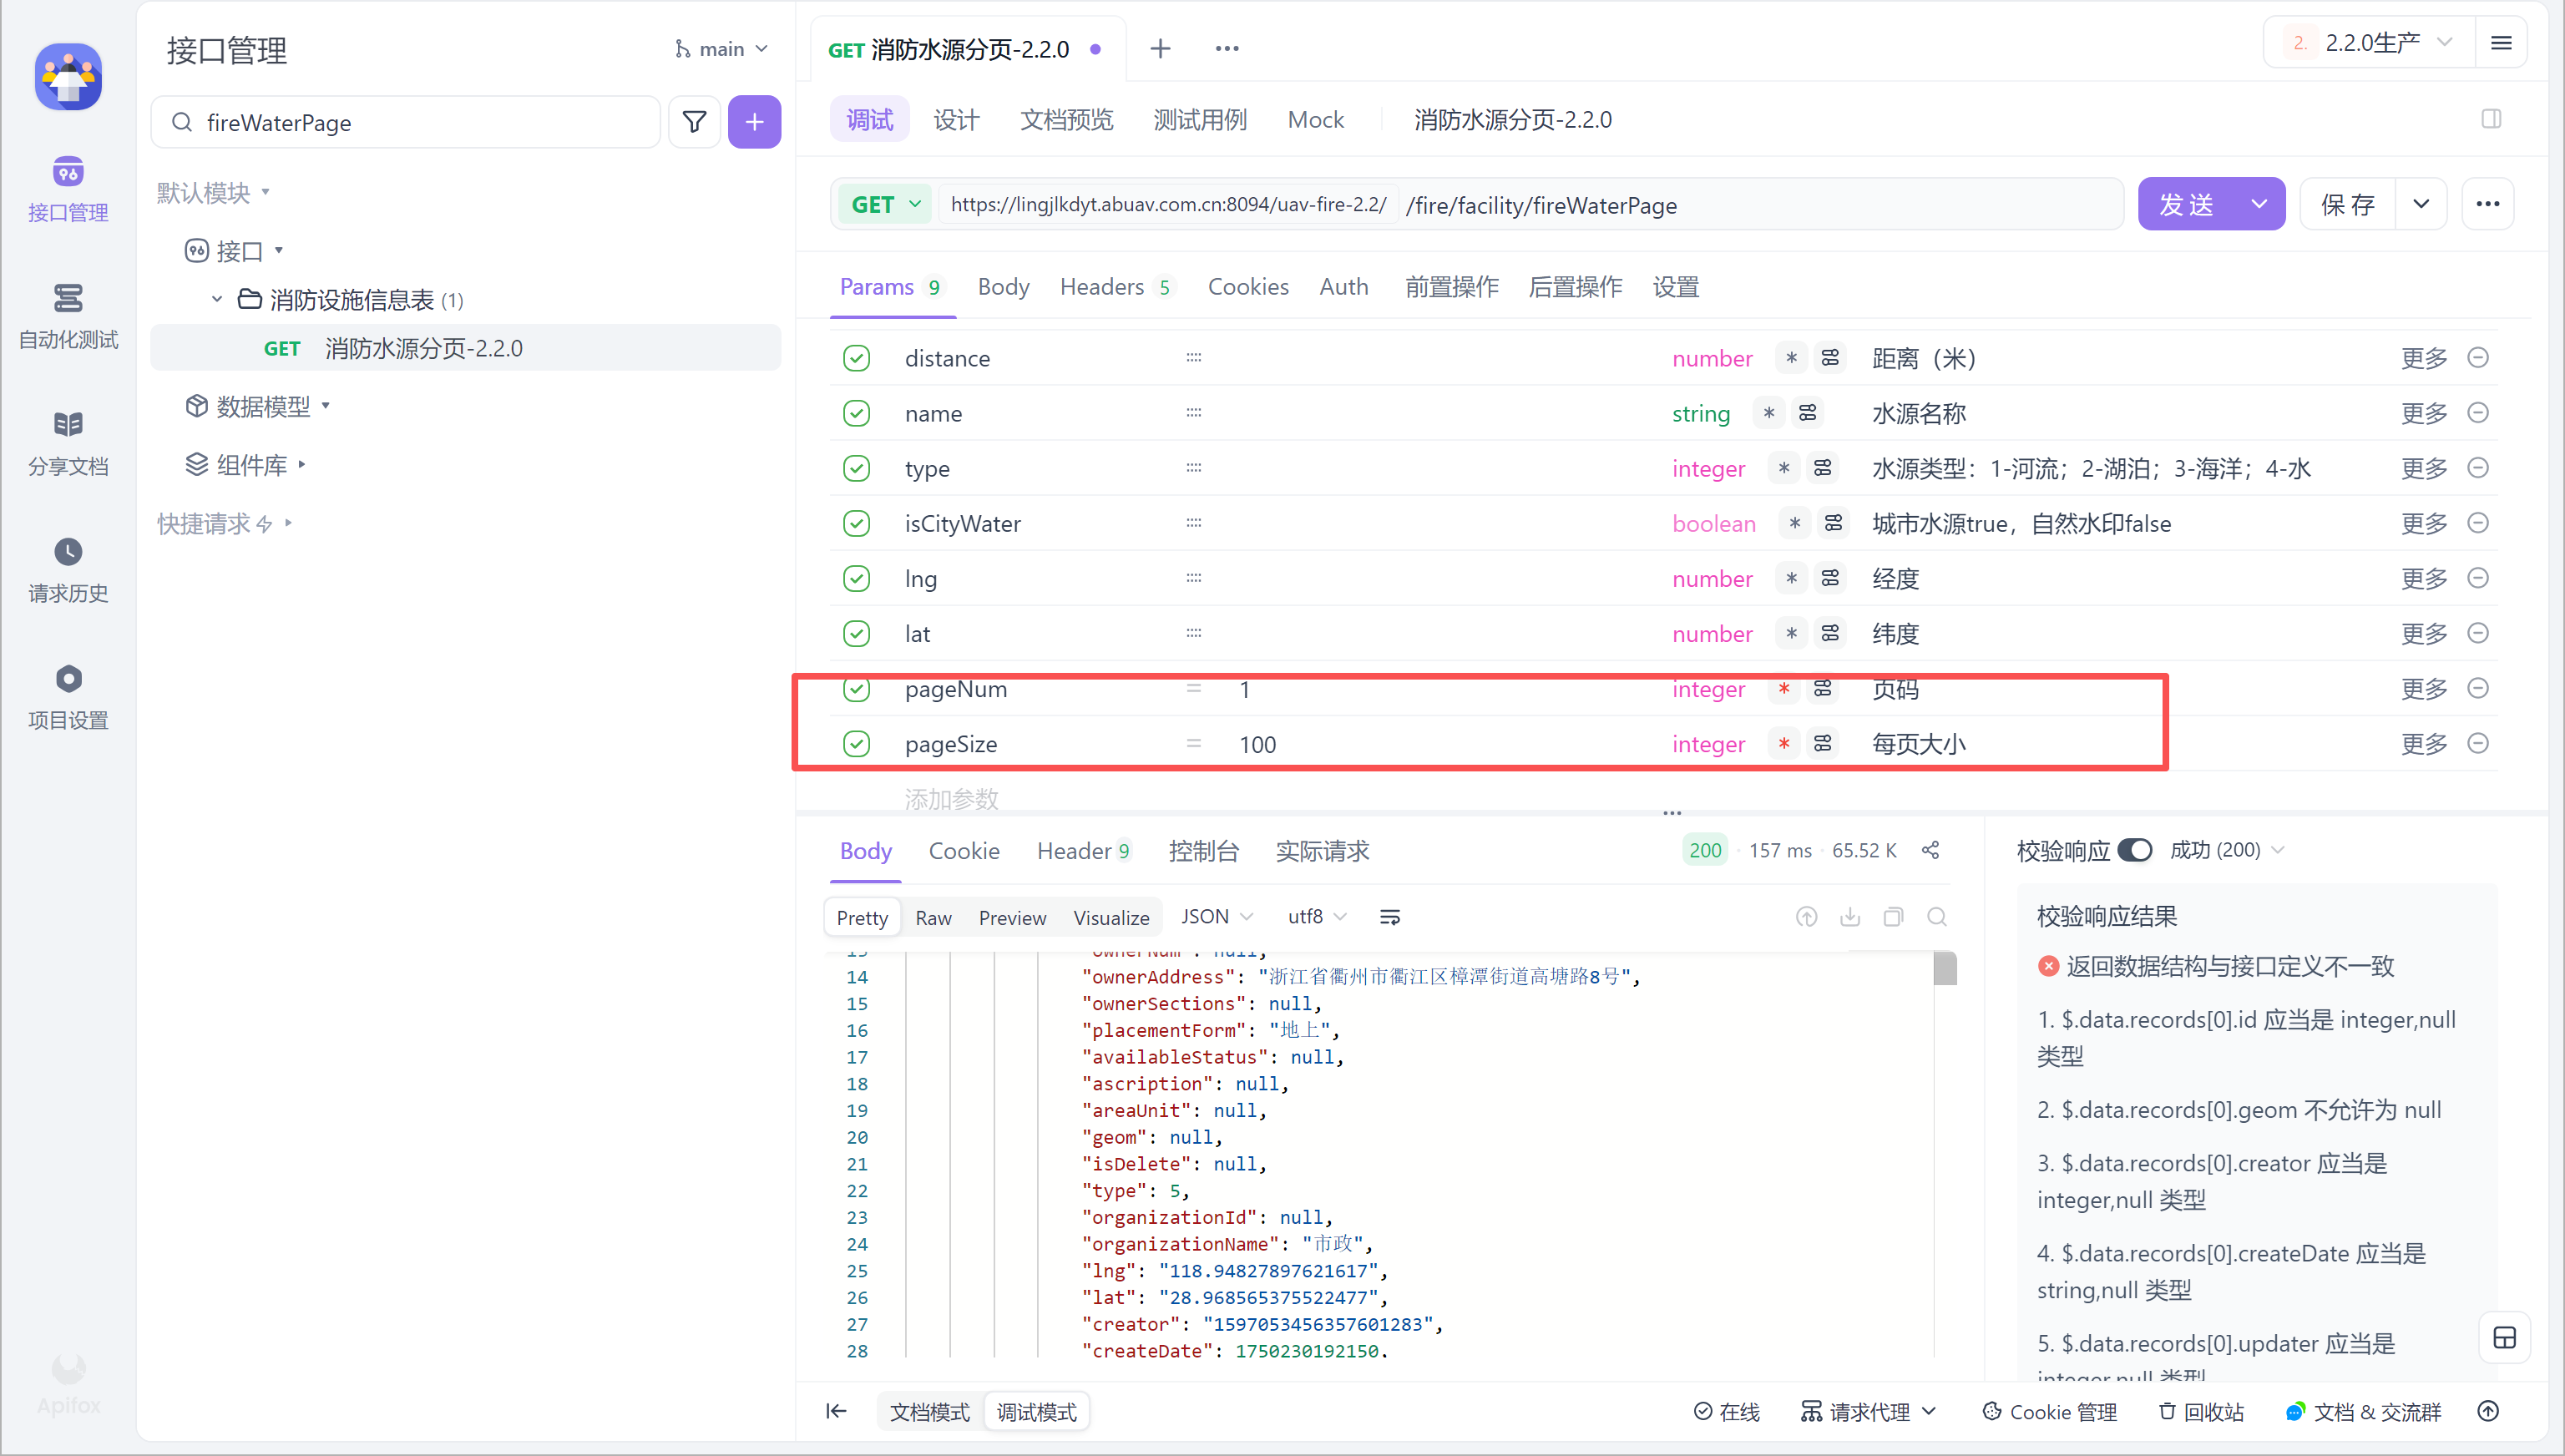 接口管理
main
GET 消防水源分页-2.2.0
2. 2.2.0生产
fireWaterPage
调试 设计 文档预览 测试用例 Mock 消防水源分页-2.2.0
接口管理
自动化测试
分享文档
请求历史
项目设置
Apifox
默认模块
接口
消防设施信息表 (1)
GET 消防水源分页-2.2.0
数据模型
组件库
快捷请求
GET https://lingjlkdyt.abuav.com.cn:8094/uav-fire-2.2/ /fire/facility/fireWaterPage
发 送
保 存
Params 9 Body Headers 5 Cookies Auth 前置操作 后置操作 设置
distance number * 距离（米） 更多
name string * 水源名称 更多
type integer * 水源类型：1-河流；2-湖泊；3-海洋；4-水 更多
isCityWater boolean * 城市水源true，自然水印false 更多
lng number * 经度 更多
lat number * 纬度 更多
pageNum = 1 integer * 页码 更多
pageSize = 100 integer * 每页大小 更多
添加参数
Body Cookie Header 9 控制台 实际请求
200 · 157 ms · 65.52 K
Pretty Raw Preview Visualize JSON utf8
14 "ownerAddress": "浙江省衢州市衢江区樟潭街道高塘路8号",
15 "ownerSections": null,
16 "placementForm": "地上",
17 "availableStatus": null,
18 "ascription": null,
19 "areaUnit": null,
20 "geom": null,
21 "isDelete": null,
22 "type": 5,
23 "organizationId": null,
24 "organizationName": "市政",
25 "lng": "118.94827897621617",
26 "lat": "28.968565375522477",
27 "creator": "1597053456357601283",
28 "createDate": 1750230192150,
校验响应 成功 (200)
校验响应结果
返回数据结构与接口定义不一致
1. $.data.records[0].id 应当是 integer,null
类型
2. $.data.records[0].geom 不允许为 null
3. $.data.records[0].creator 应当是
integer,null 类型
4. $.data.records[0].createDate 应当是
string,null 类型
5. $.data.records[0].updater 应当是
integer,null 类型
文档模式 调试模式
在线 请求代理 Cookie 管理 回收站 文档 & 交流群